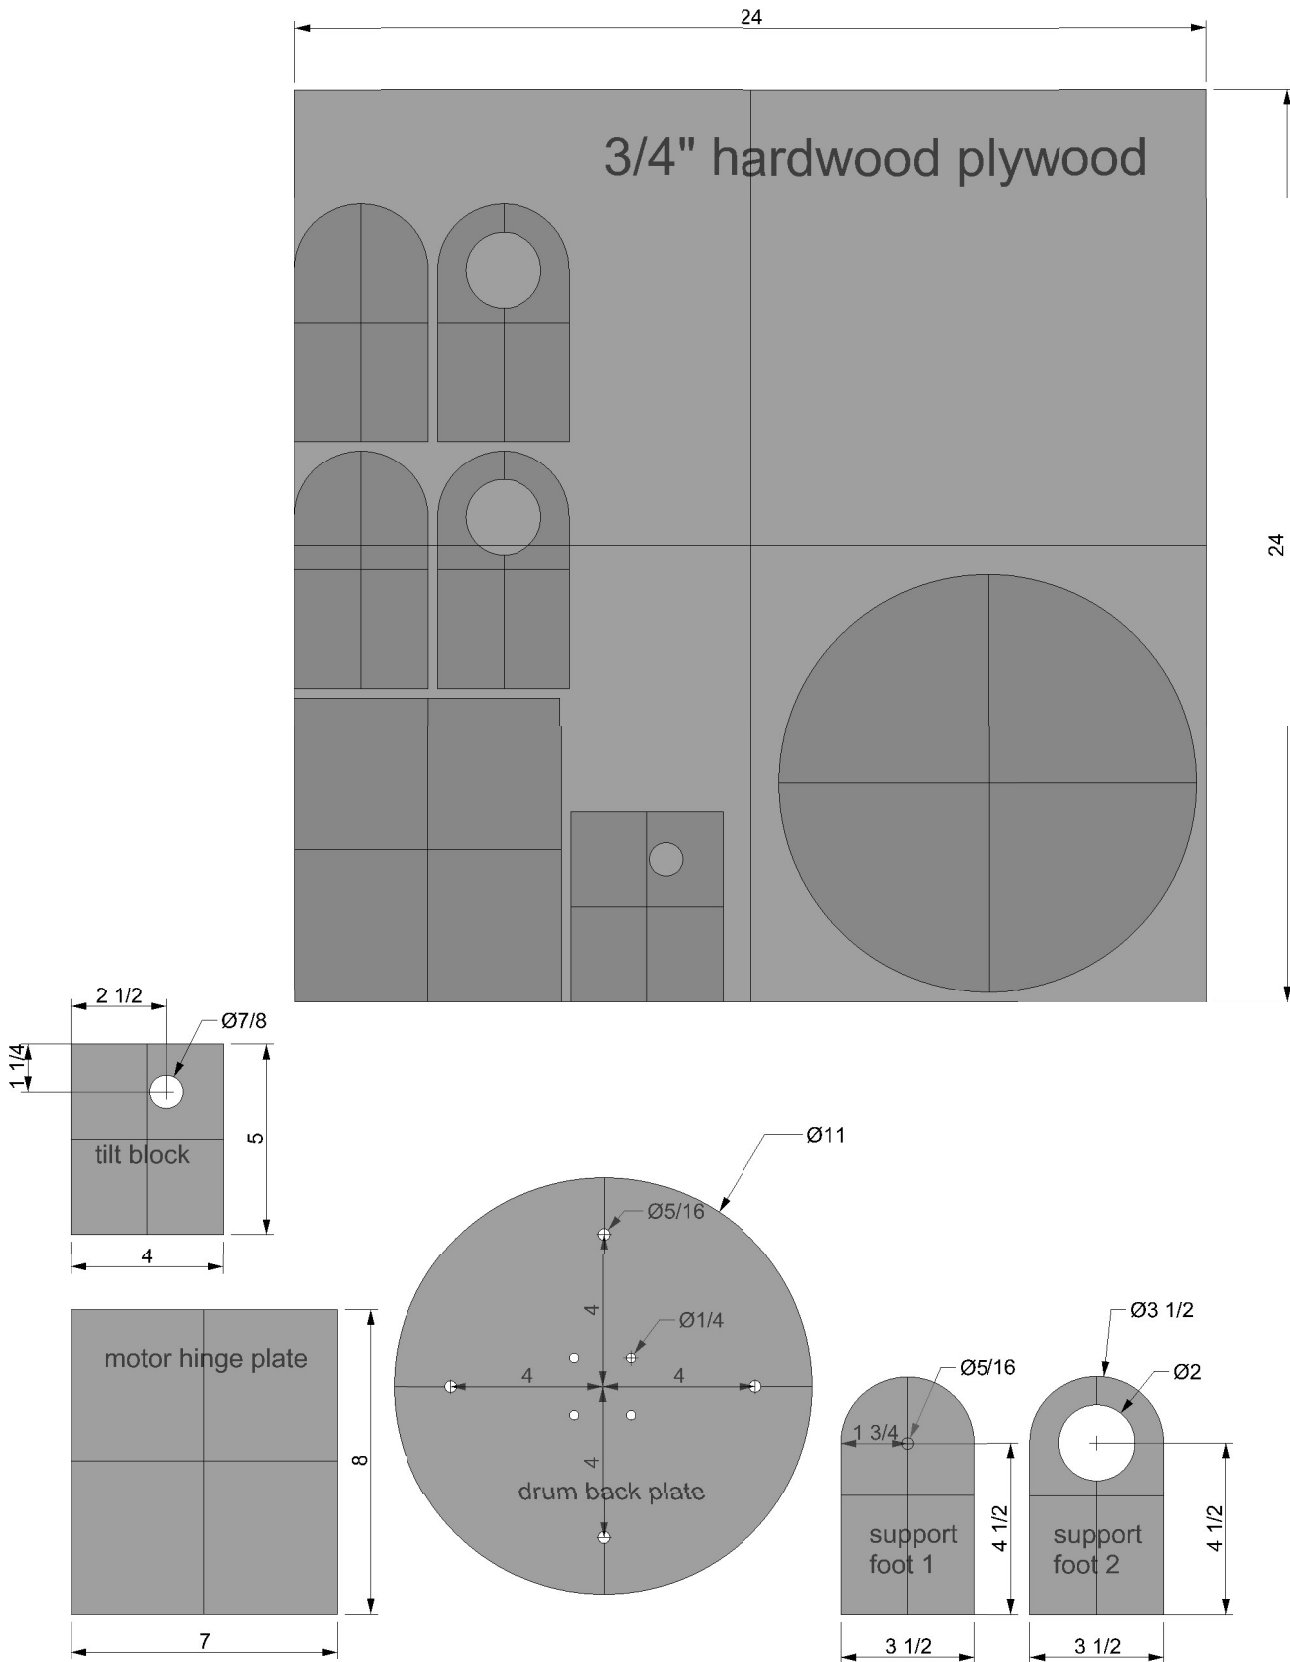 24
3/4" hardwood plywood
24
2 1/2
Ø7/8
1 1/4
5
tilt block
4
Ø11
Ø5/16
4
Ø1/4
4
4
4
drum back plate
motor hinge plate
8
7
Ø3 1/2
Ø5/16
Ø2
1 3/4
4 1/2
4 1/2
support
foot 1
support
foot 2
3 1/2
3 1/2